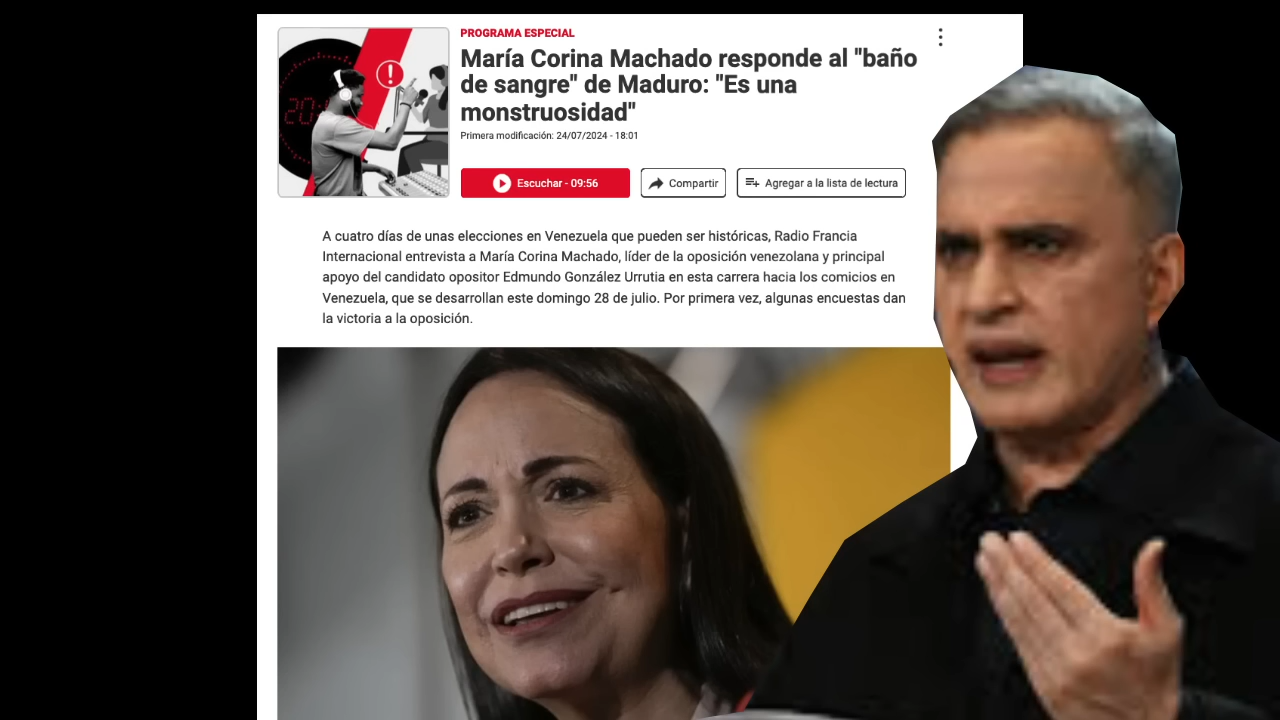 PROGRAMA ESPECIAL
María Corina Machado responde al "baño
de sangre" de Maduro: "Es una
monstruosidad"
Primera modificación: 24/07/2024 - 18:01
Escuchar - 09:56
Compartir
Agregar a la lista de lectura
A cuatro días de unas elecciones en Venezuela que pueden ser históricas, Radio Francia
Internacional entrevista a María Corina Machado, líder de la oposición venezolana y principal
apoyo del candidato opositor Edmundo González Urrutia en esta carrera hacia los comicios en
Venezuela, que se desarrollan este domingo 28 de julio. Por primera vez, algunas encuestas dan
la victoria a la oposición.